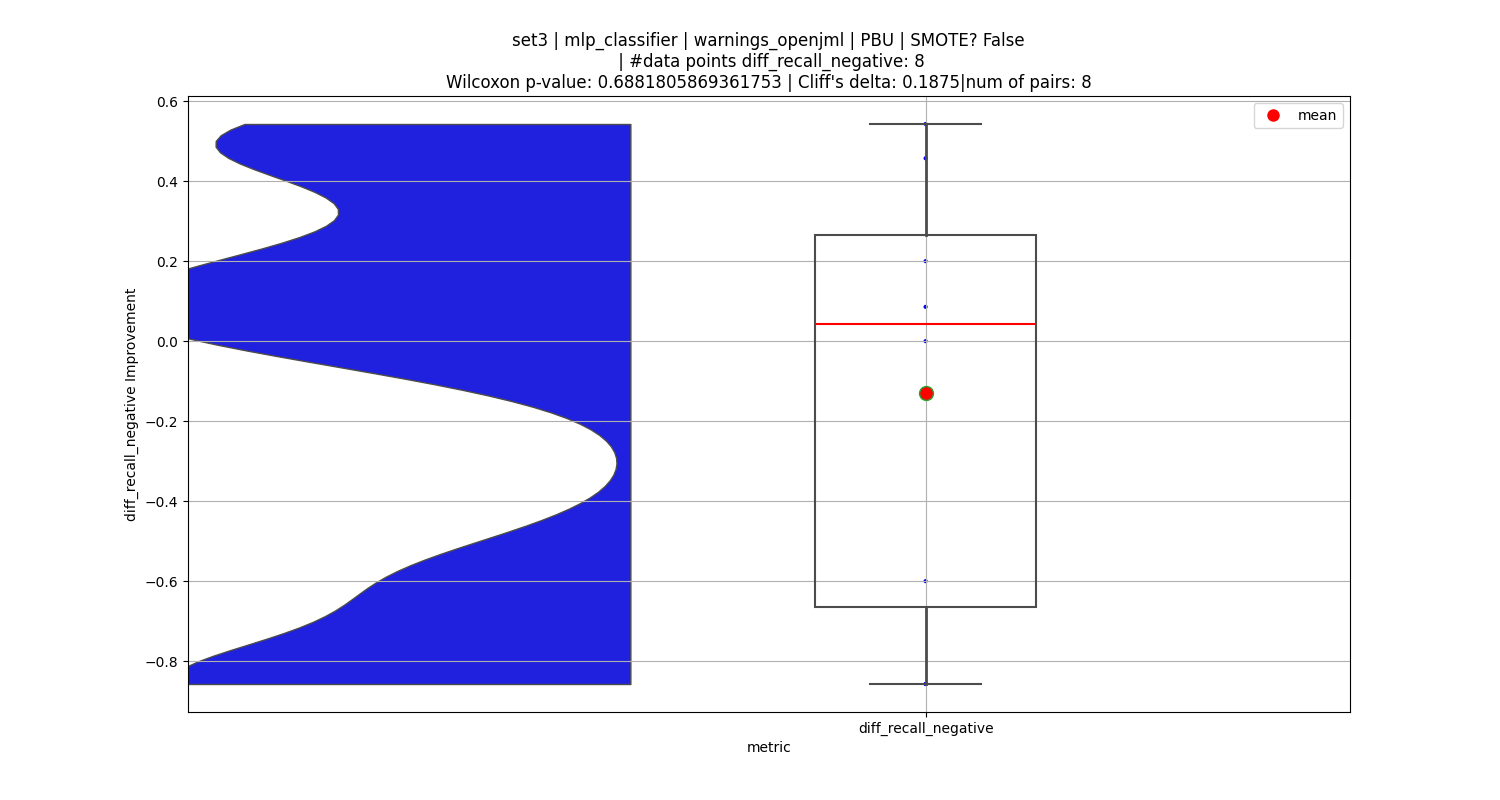 set3 | mlp_classifier | warnings_openjml | PBU | SMOTE? False
| #data points diff_recall_negative: 8
Wilcoxon p-value: 0.6881805869361753 | Cliff's delta: 0.1875|num of pairs: 8
mean
0.6
0.4
0.2
0.0
−0.2
−0.4
−0.6
−0.8
diff_recall_negative Improvement
diff_recall_negative
metric